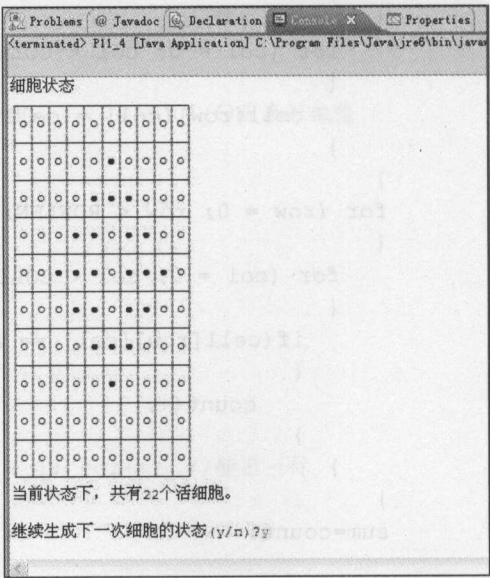 Problems @ Javadoc Declaration Console Properties
<terminated> P11_4 [Java Application] C:\Program Files\Java\jre6\bin\javaw
细胞状态
当前状态下，共有22个活细胞。
继续生成下一次细胞的状态(y/n)?y